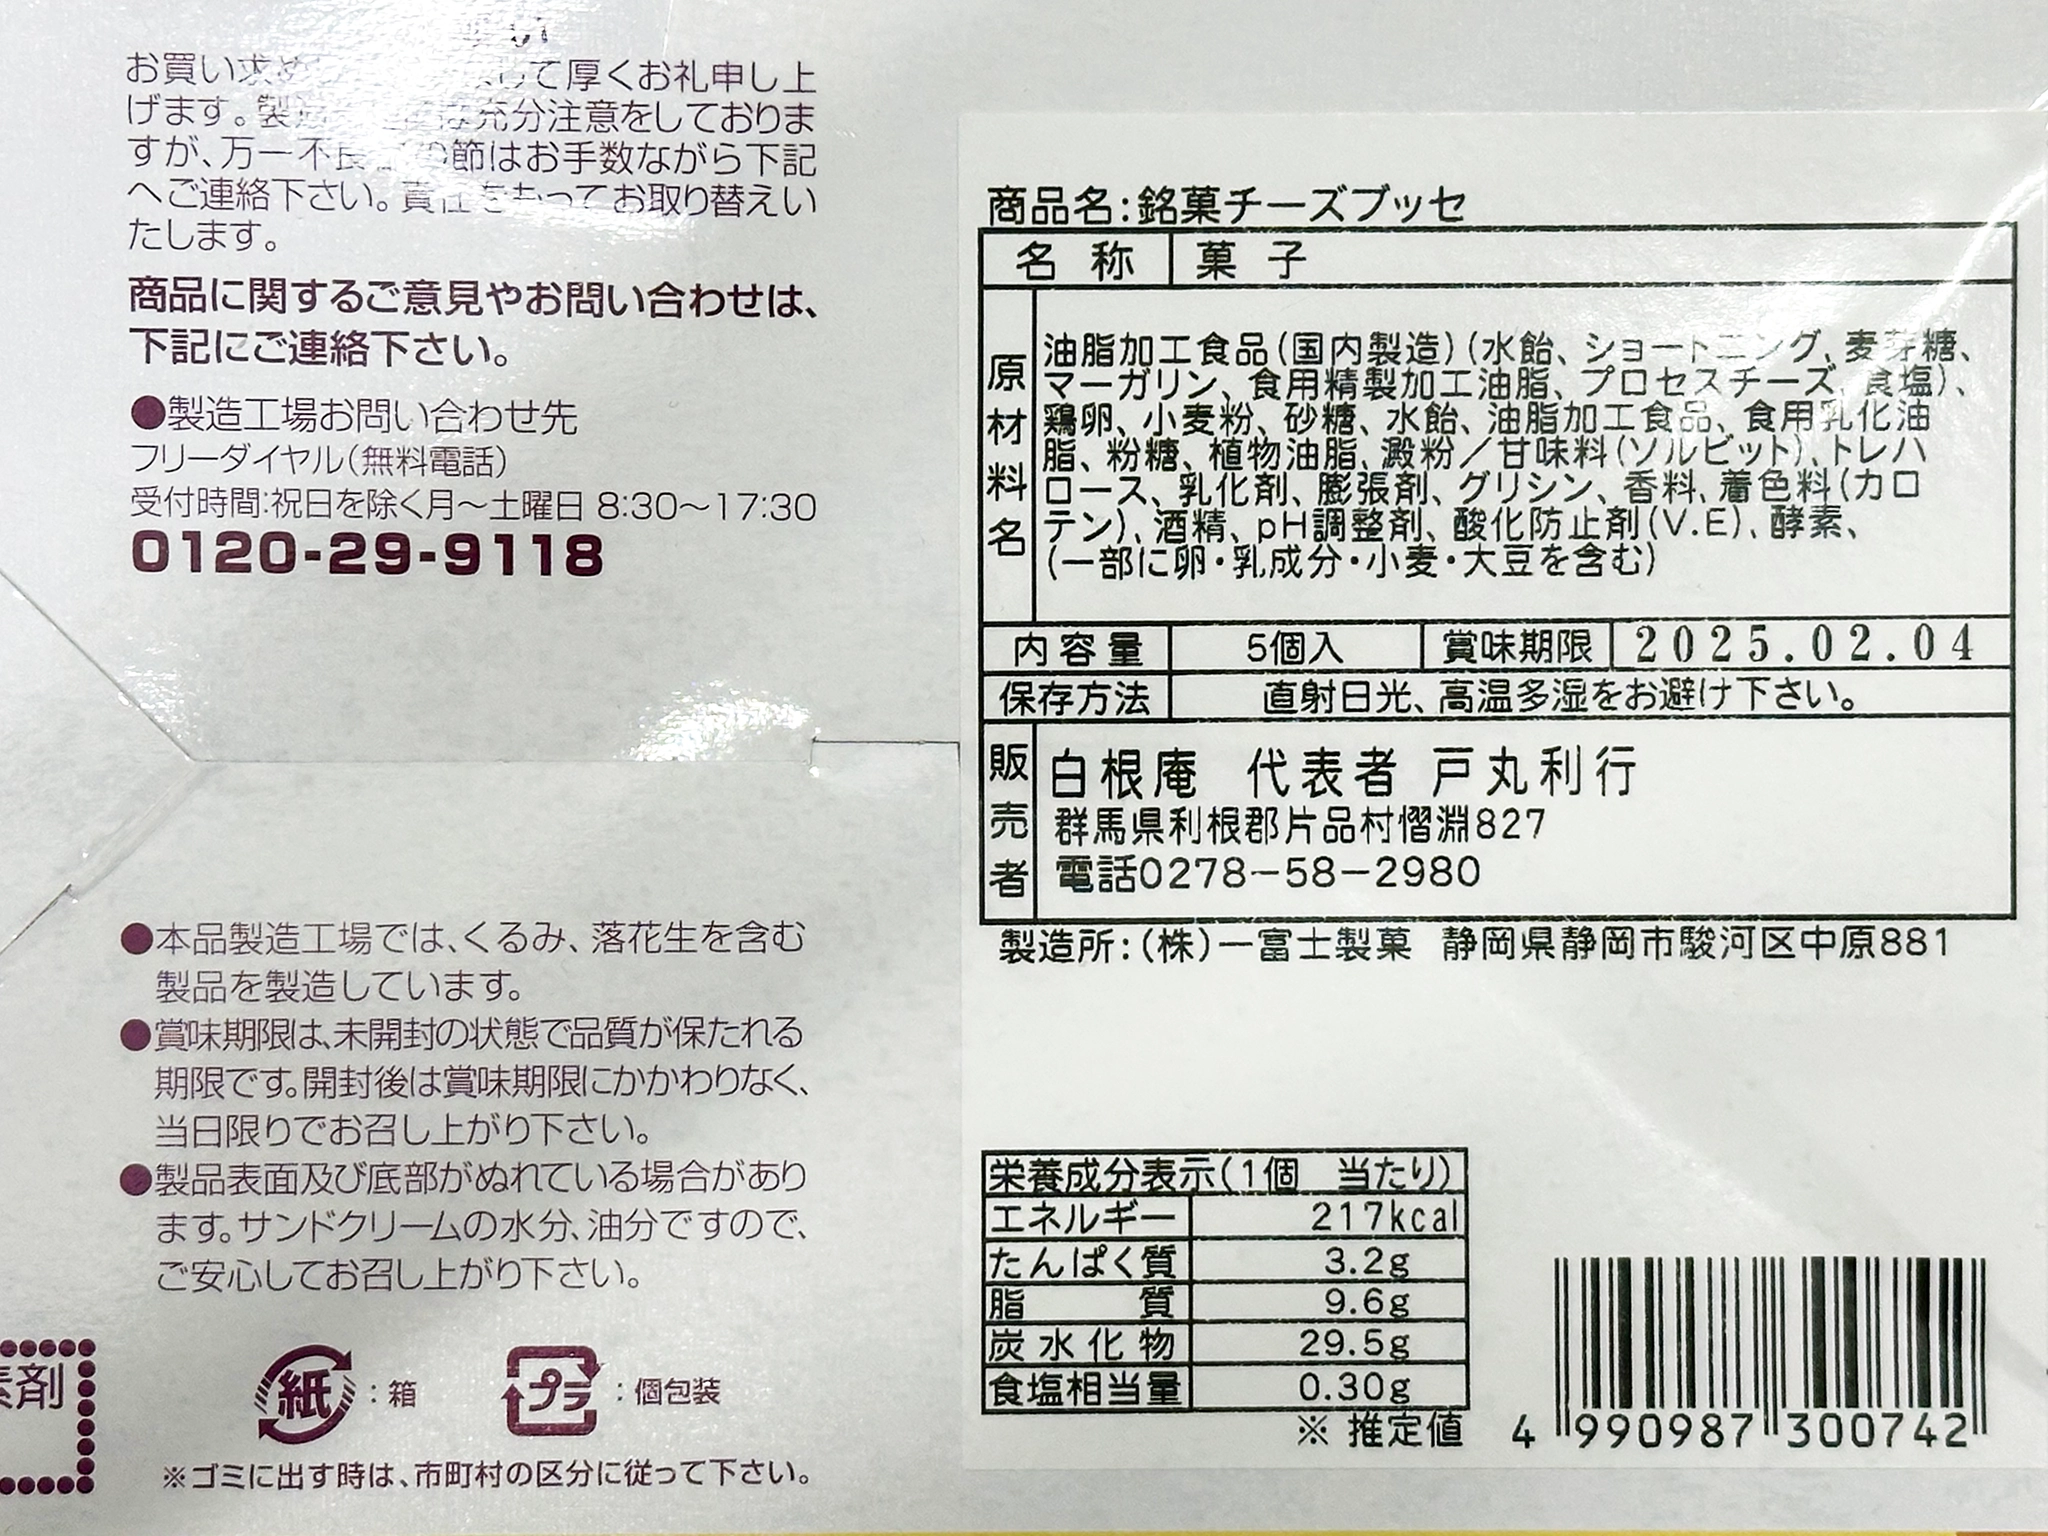 お買い求め
して厚くお礼申し上
げます。製造
は充分注意をしておりま
すが、万一不良
の節はお手数ながら下記
へご連絡下さい。責任をもってお取り替えい
たします。
商品に関するご意見やお問い合わせは、
下記にご連絡下さい。
●製造工場お問い合わせ先
フリーダイヤル(無料電話)
受付時間:祝日を除く月〜土曜日 8:30〜17:30
0120-29-9118
●本品製造工場では、くるみ、落花生を含む
製品を製造しています。
●賞味期限は、未開封の状態で品質が保たれる
期限です。開封後は賞味期限にかかわりなく、
当日限りでお召し上がり下さい。
●製品表面及び底部がぬれている場合があり
ます。サンドクリームの水分、油分ですので、
ご安心してお召し上がり下さい。
剤
紙 :箱 プラ :個包装
※ゴミに出す時は、市町村の区分に従って下さい。
商品名:銘菓チーズブッセ
名称 菓子
原材料名
油脂加工食品(国内製造)(水飴、ショートニング、麦芽糖、
マーガリン、食用精製加工油脂、プロセスチーズ、食塩)、
鶏卵、小麦粉、砂糖、水飴、油脂加工食品、食用乳化油
脂、粉糖、植物油脂、澱粉/甘味料(ソルビット)、トレハ
ロース、乳化剤、膨張剤、グリシン、香料、着色料(カロ
テン)、酒精、pH調整剤、酸化防止剤(V.E)、酵素、
(一部に卵・乳成分・小麦・大豆を含む)
内容量 5個入 賞味期限 2025.02.04
保存方法 直射日光、高温多湿をお避け下さい。
販売者
白根庵 代表者 戸丸利行
群馬県利根郡片品村摺淵827
電話0278-58-2980
製造所:(株)一富士製菓 静岡県静岡市駿河区中原881
栄養成分表示(1個 当たり)
エネルギー 217kcal
たんぱく質 3.2g
脂質 9.6g
炭水化物 29.5g
食塩相当量 0.30g
※ 推定値
4 990987 300742